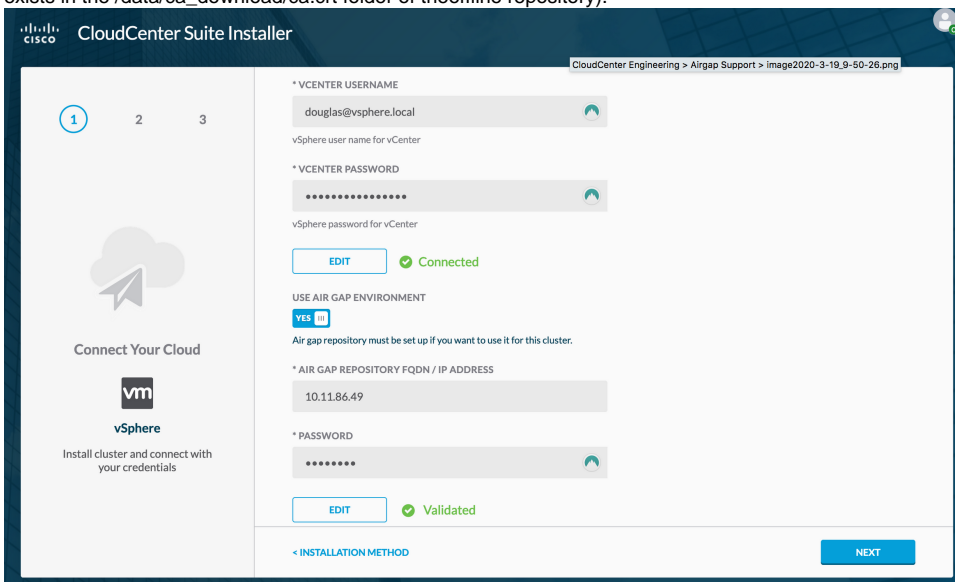 exists in the /data/ca_download/ca.crt folder of theoffline repository).
cisco CloudCenter Suite Installer
CloudCenter Engineering > Airgap Support > image2020-3-19_9-50-26.png
1 2 3
Connect Your Cloud
vm
vSphere
Install cluster and connect with
your credentials
* VCENTER USERNAME
douglas@vsphere.local
vSphere user name for vCenter
* VCENTER PASSWORD
••••••••••••••••
vSphere password for vCenter
EDIT Connected
USE AIR GAP ENVIRONMENT
YES
Air gap repository must be set up if you want to use it for this cluster.
* AIR GAP REPOSITORY FQDN / IP ADDRESS
10.11.86.49
* PASSWORD
••••••••
EDIT Validated
< INSTALLATION METHOD NEXT